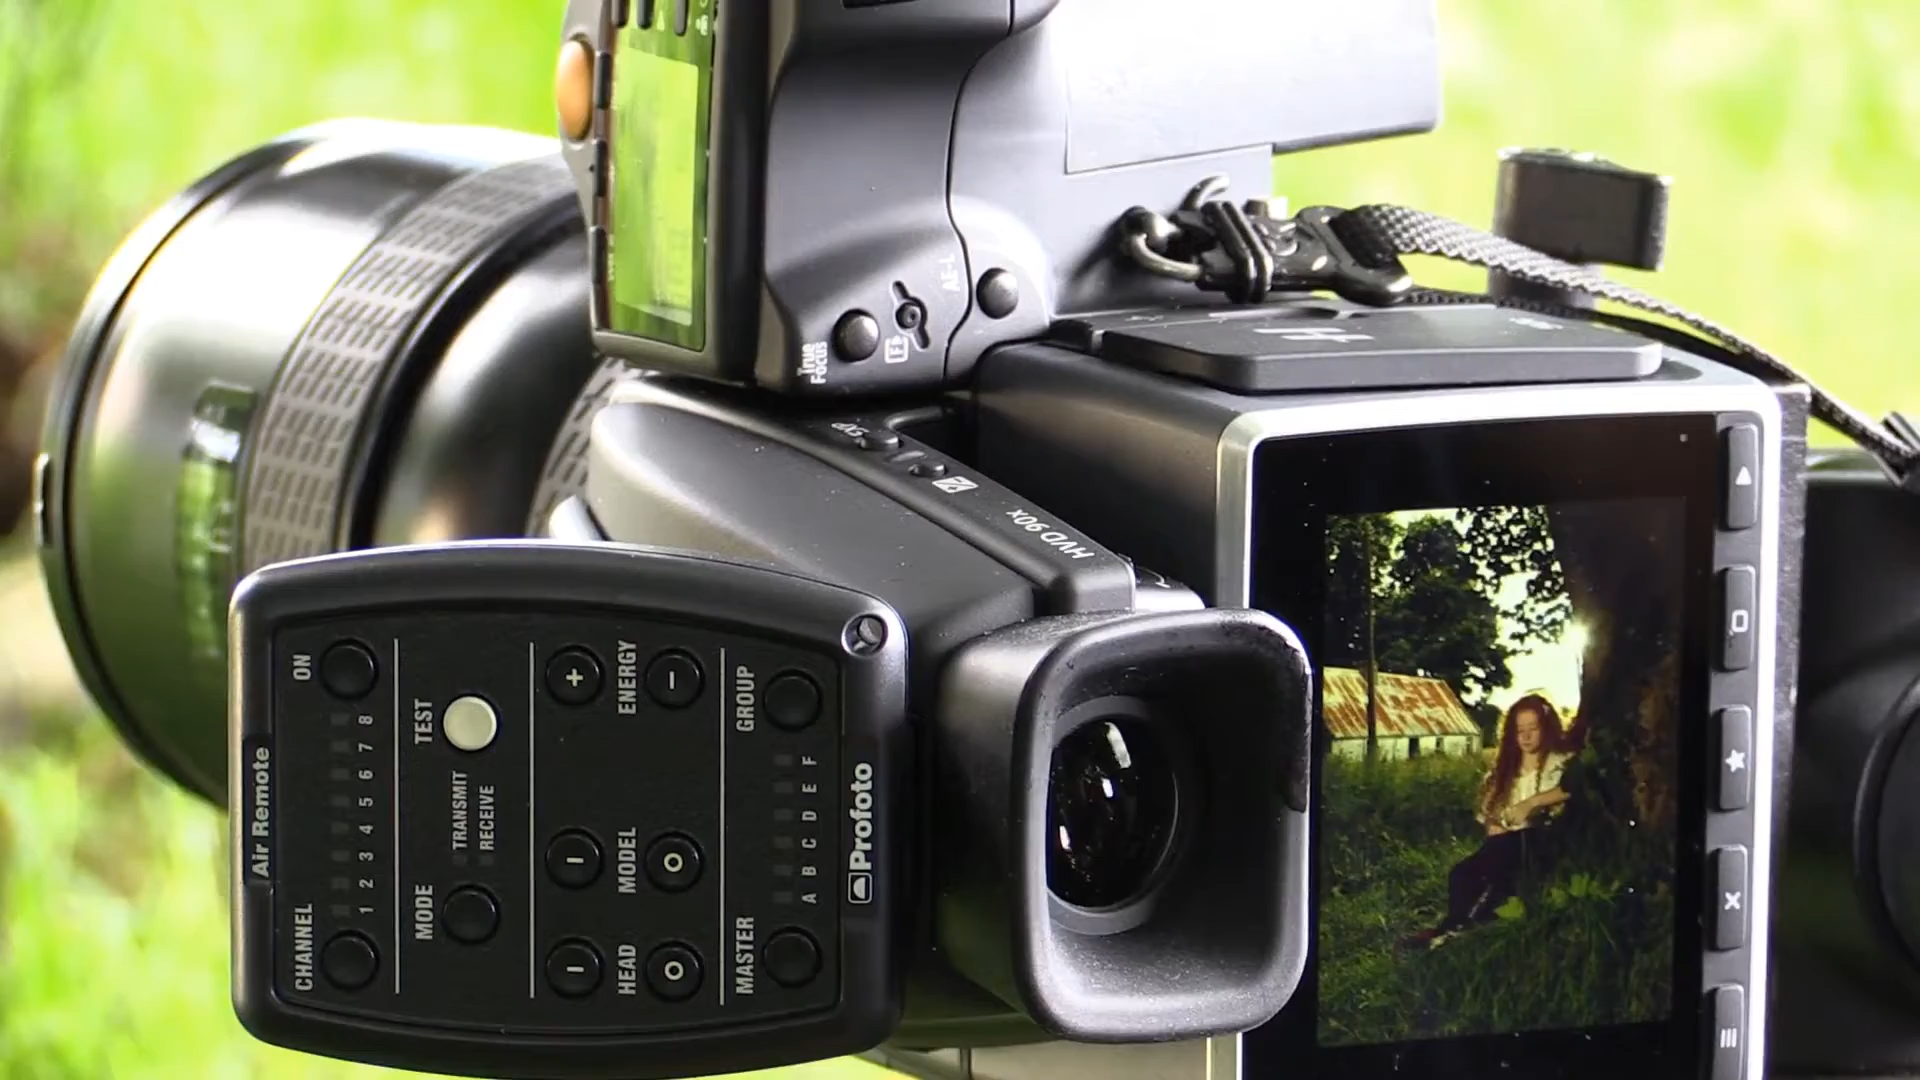 True
Focus
AE-L
EXP
HVD 90x
H
Air Remote
CHANNEL
ON
1 2 3 4 5 6 7 8
MODE
TRANSMIT
RECEIVE
TEST
HEAD
MODEL
ENERGY
MASTER
GROUP
A B C D E F
Profoto